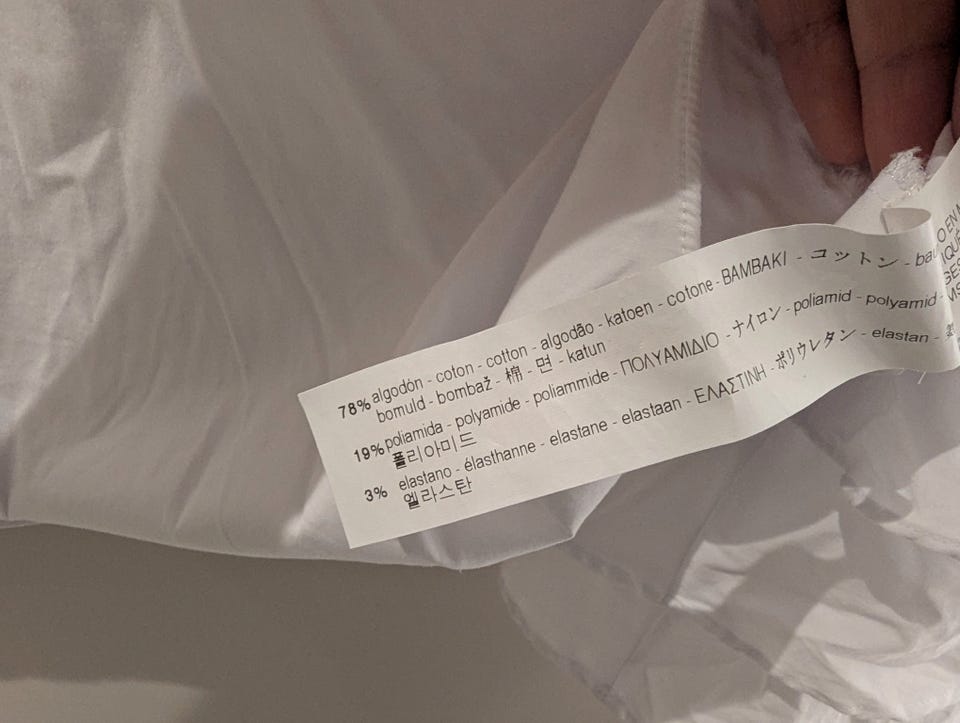 78% algodón - coton - cotton - algodão - katoen - cotone - BAMBAKI - コットン -
bomuld - bombaž - 棉 - 면 - katun
19% poliamida - polyamide - poliammide - ΠΟΛΥΑΜΙΔΙΟ - ナイロン - poliamid - polyamid -
폴리아미드
3% elastano - élasthanne - elastane - elastaan - ΕΛΑΣΤΙΝΗ - ポリウレタン - elastan -
엘라스탄